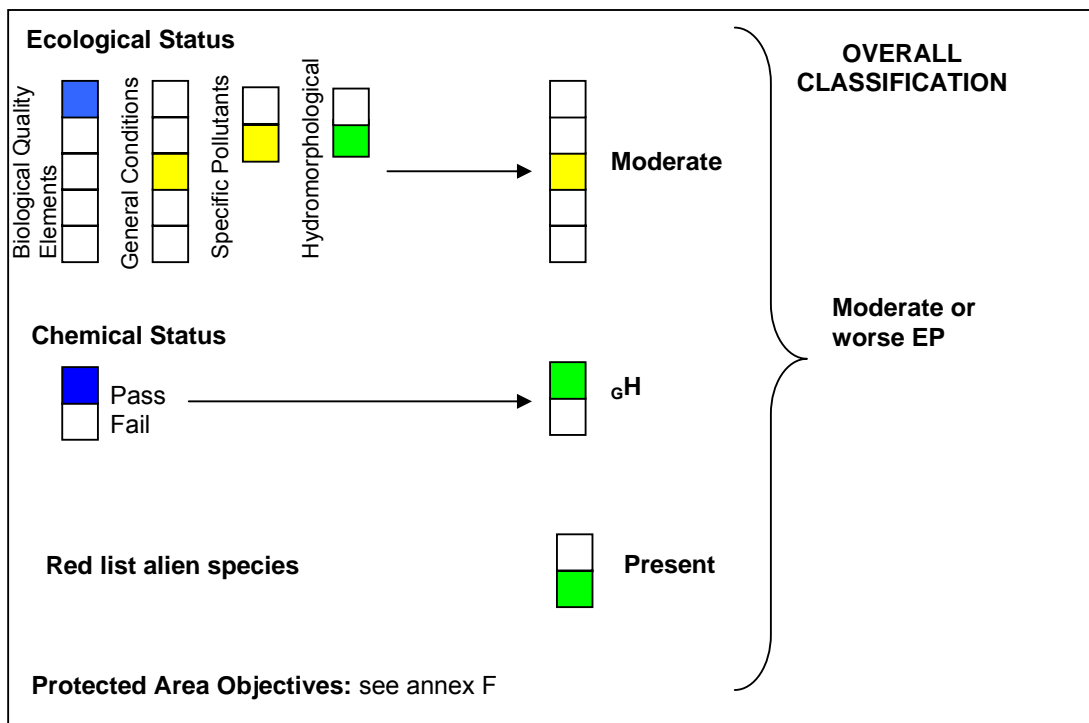 Ecological Status
OVERALL
CLASSIFICATION
Biological Quality
Elements
General Conditions
Specific Pollutants
Hydromorphological
Moderate
Moderate or
worse EP
Chemical Status
Pass
Fail
GH
Red list alien species
Present
Protected Area Objectives: see annex F